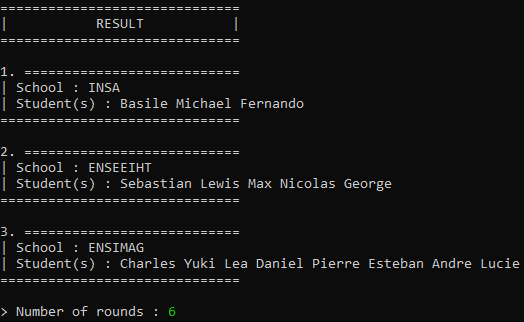 ==============================
|           RESULT           |
==============================
1. ===========================
| School : INSA
| Student(s) : Basile Michael Fernando
==============================
2. ===========================
| School : ENSEEIHT
| Student(s) : Sebastian Lewis Max Nicolas George
==============================
3. ===========================
| School : ENSIMAG
| Student(s) : Charles Yuki Lea Daniel Pierre Esteban Andre Lucie
==============================
> Number of rounds : 6